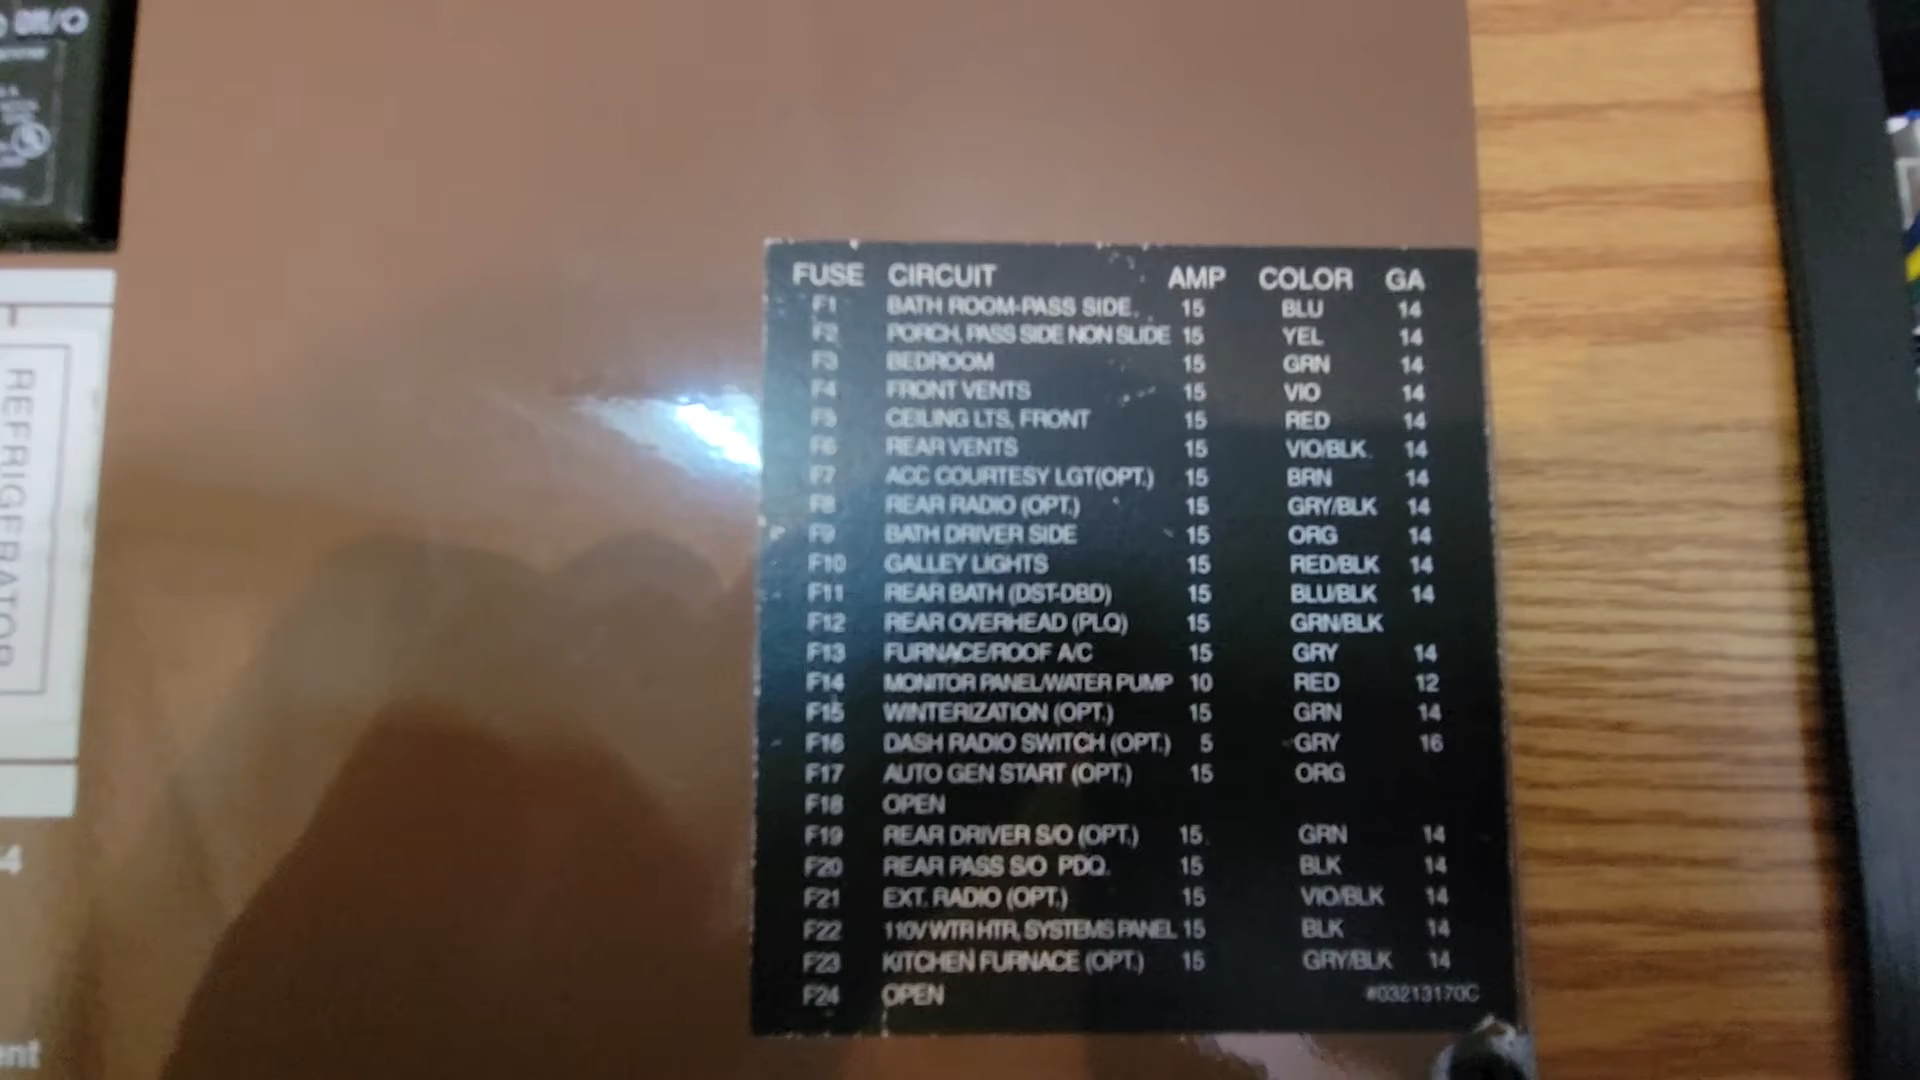 FUSE CIRCUIT AMP COLOR GA
F1 BATH ROOM-PASS SIDE. 15 BLU 14
F2 PORCH, PASS SIDE NON SLIDE 15 YEL 14
F3 BEDROOM 15 GRN 14
F4 FRONT VENTS 15 VIO 14
F5 CEILING LTS, FRONT 15 RED 14
F6 REAR VENTS 15 VIO/BLK 14
F7 ACC COURTESY LGT(OPT.) 15 BRN 14
F8 REAR RADIO (OPT.) 15 GRY/BLK 14
F9 BATH DRIVER SIDE 15 ORG 14
F10 GALLEY LIGHTS 15 RED/BLK 14
F11 REAR BATH (DST-DBD) 15 BLU/BLK 14
F12 REAR OVERHEAD (PLQ) 15 GRN/BLK
F13 FURNACE/ROOF A/C 15 GRY 14
F14 MONITOR PANEL/WATER PUMP 10 RED 12
F15 WINTERIZATION (OPT.) 15 GRN 14
F16 DASH RADIO SWITCH (OPT.) 5 GRY 16
F17 AUTO GEN START (OPT.) 15 ORG
F18 OPEN
F19 REAR DRIVER S/O (OPT.) 15 GRN 14
F20 REAR PASS S/O PDQ. 15 BLK 14
F21 EXT. RADIO (OPT.) 15 VIO/BLK 14
F22 110V WTR HTR, SYSTEMS PANEL 15 BLK 14
F23 KITCHEN FURNACE (OPT.) 15 GRY/BLK 14
F24 OPEN
#03213170C
REFRIGERATOR